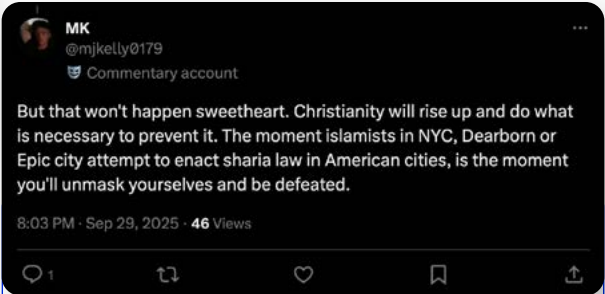 MK
@mjkelly0179
Commentary account
But that won't happen sweetheart. Christianity will rise up and do what
is necessary to prevent it. The moment islamists in NYC, Dearborn or
Epic city attempt to enact sharia law in American cities, is the moment
you'll unmask yourselves and be defeated.
8:03 PM · Sep 29, 2025 · 46 Views
1